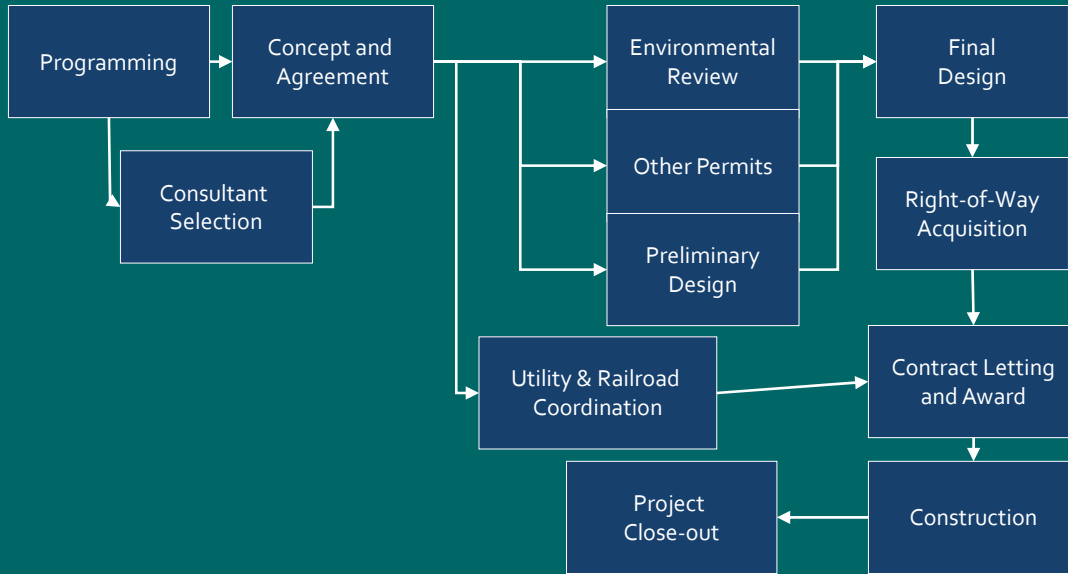 Programming
Concept and
Agreement
Consultant
Selection
Environmental
Review
Other Permits
Preliminary
Design
Utility & Railroad
Coordination
Final
Design
Right-of-Way
Acquisition
Contract Letting
and Award
Construction
Project
Close-out